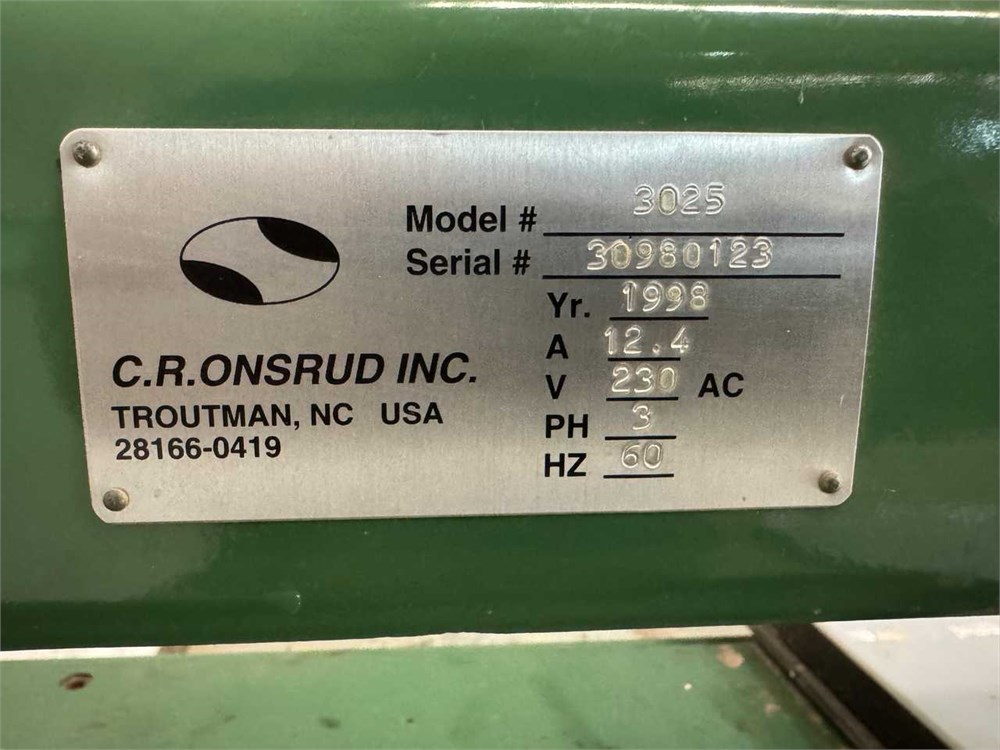 Model # 3025
Serial # 30980123
Yr. 1998
A 12.4
V 230 AC
PH 3
HZ 60
C.R.ONSRUD INC.
TROUTMAN, NC USA
28166-0419